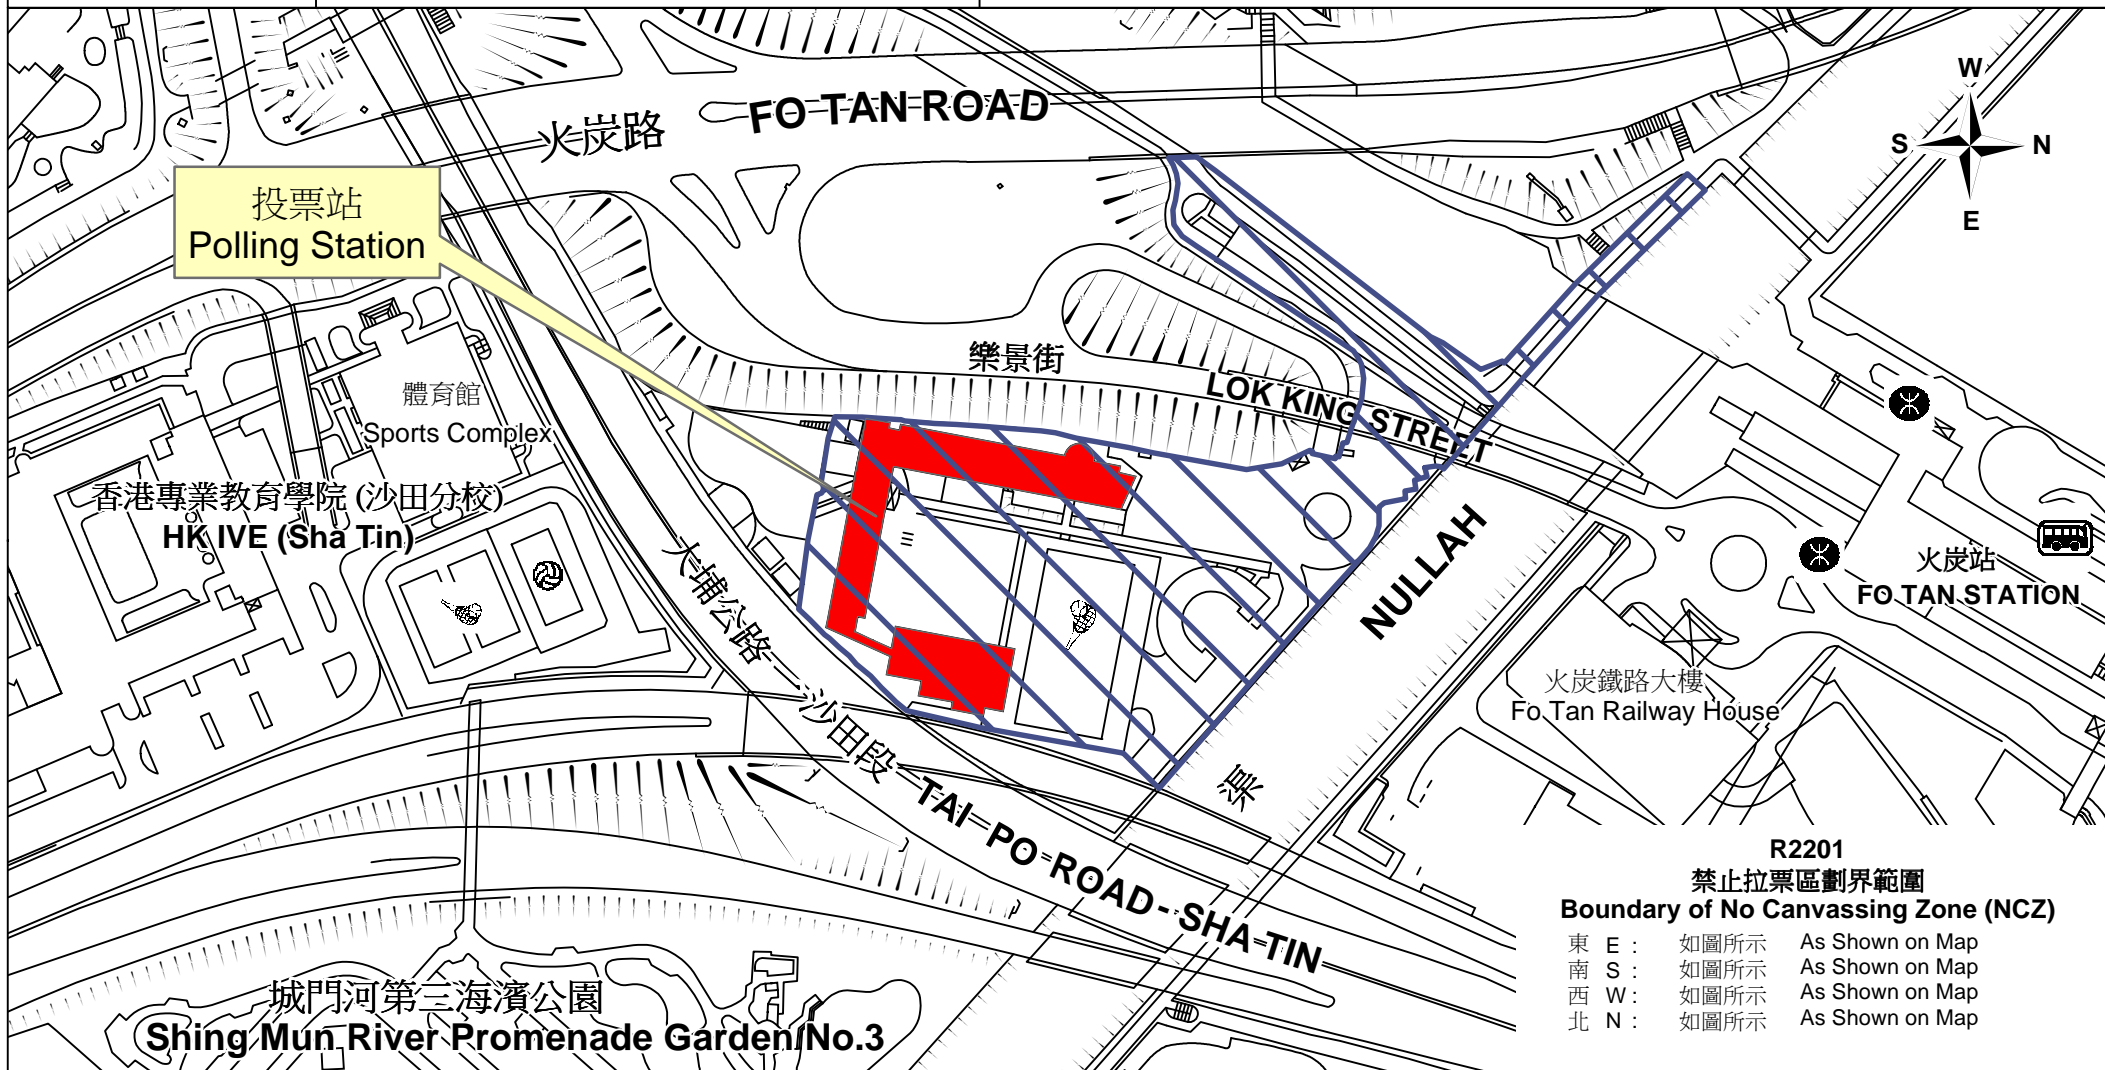 火炭路
FO TAN ROAD
W
S
N
E
投票站
Polling Station
樂景街
LOK KING STREET
體育館
Sports Complex
香港專業教育學院 (沙田分校)
HK IVE (Sha Tin)
大埔公路 - 沙田段
TAI PO ROAD - SHA TIN
NULLAH
渠
火炭站
FO TAN STATION
火炭鐵路大樓
Fo Tan Railway House
城門河第三海濱公園
Shing Mun River Promenade Garden No.3
R2201
禁止拉票區劃界範圍
Boundary of No Canvassing Zone (NCZ)
東 E : 如圖所示 As Shown on Map
南 S : 如圖所示 As Shown on Map
西 W : 如圖所示 As Shown on Map
北 N : 如圖所示 As Shown on Map